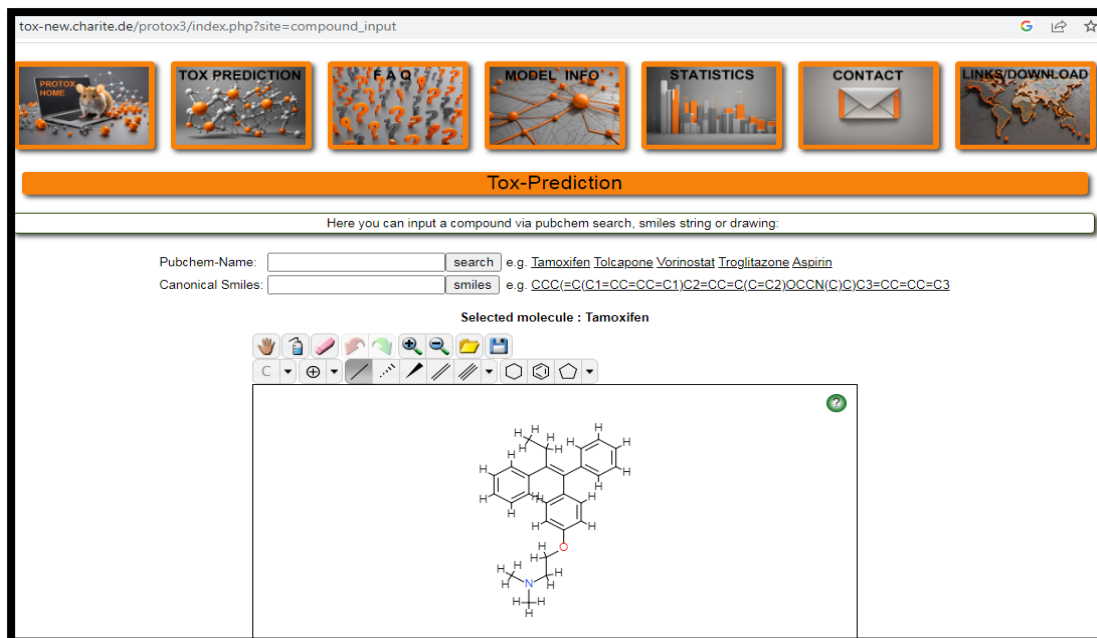 tox-new.charite.de/protox3/index.php?site=compound_input
PROTOX HOME
TOX PREDICTION
F A Q
MODEL INFO
STATISTICS
CONTACT
LINKS/DOWNLOAD
Tox-Prediction
Here you can input a compound via pubchem search, smiles string or drawing:
Pubchem-Name: search e.g. Tamoxifen Tolcapone Vorinostat Troglitazone Aspirin
Canonical Smiles: smiles e.g. CCC(=C(C1=CC=CC=C1)C2=CC=C(C=C2)OCCN(C)C)C3=CC=CC=C3
Selected molecule : Tamoxifen
C
?
H H H
H H H H
H H
H H
H H H
H H
H H
H O
H
H H H
H N H
H H
H